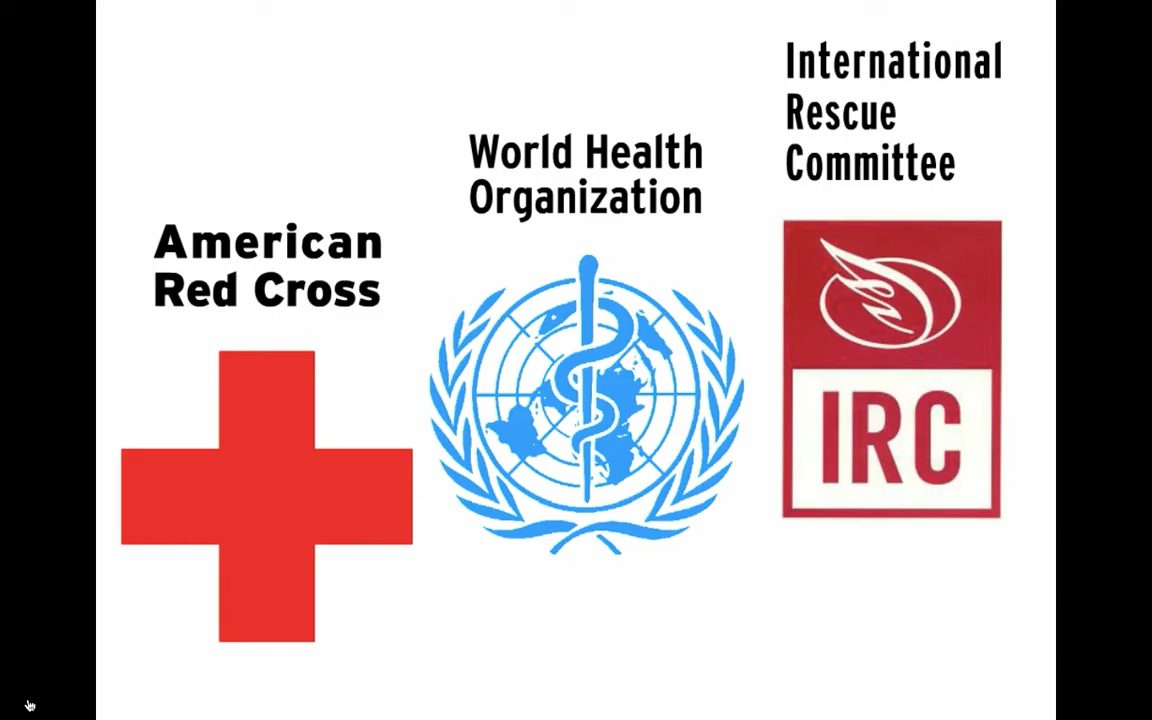 American
Red Cross
World Health
Organization
International
Rescue
Committee
IRC